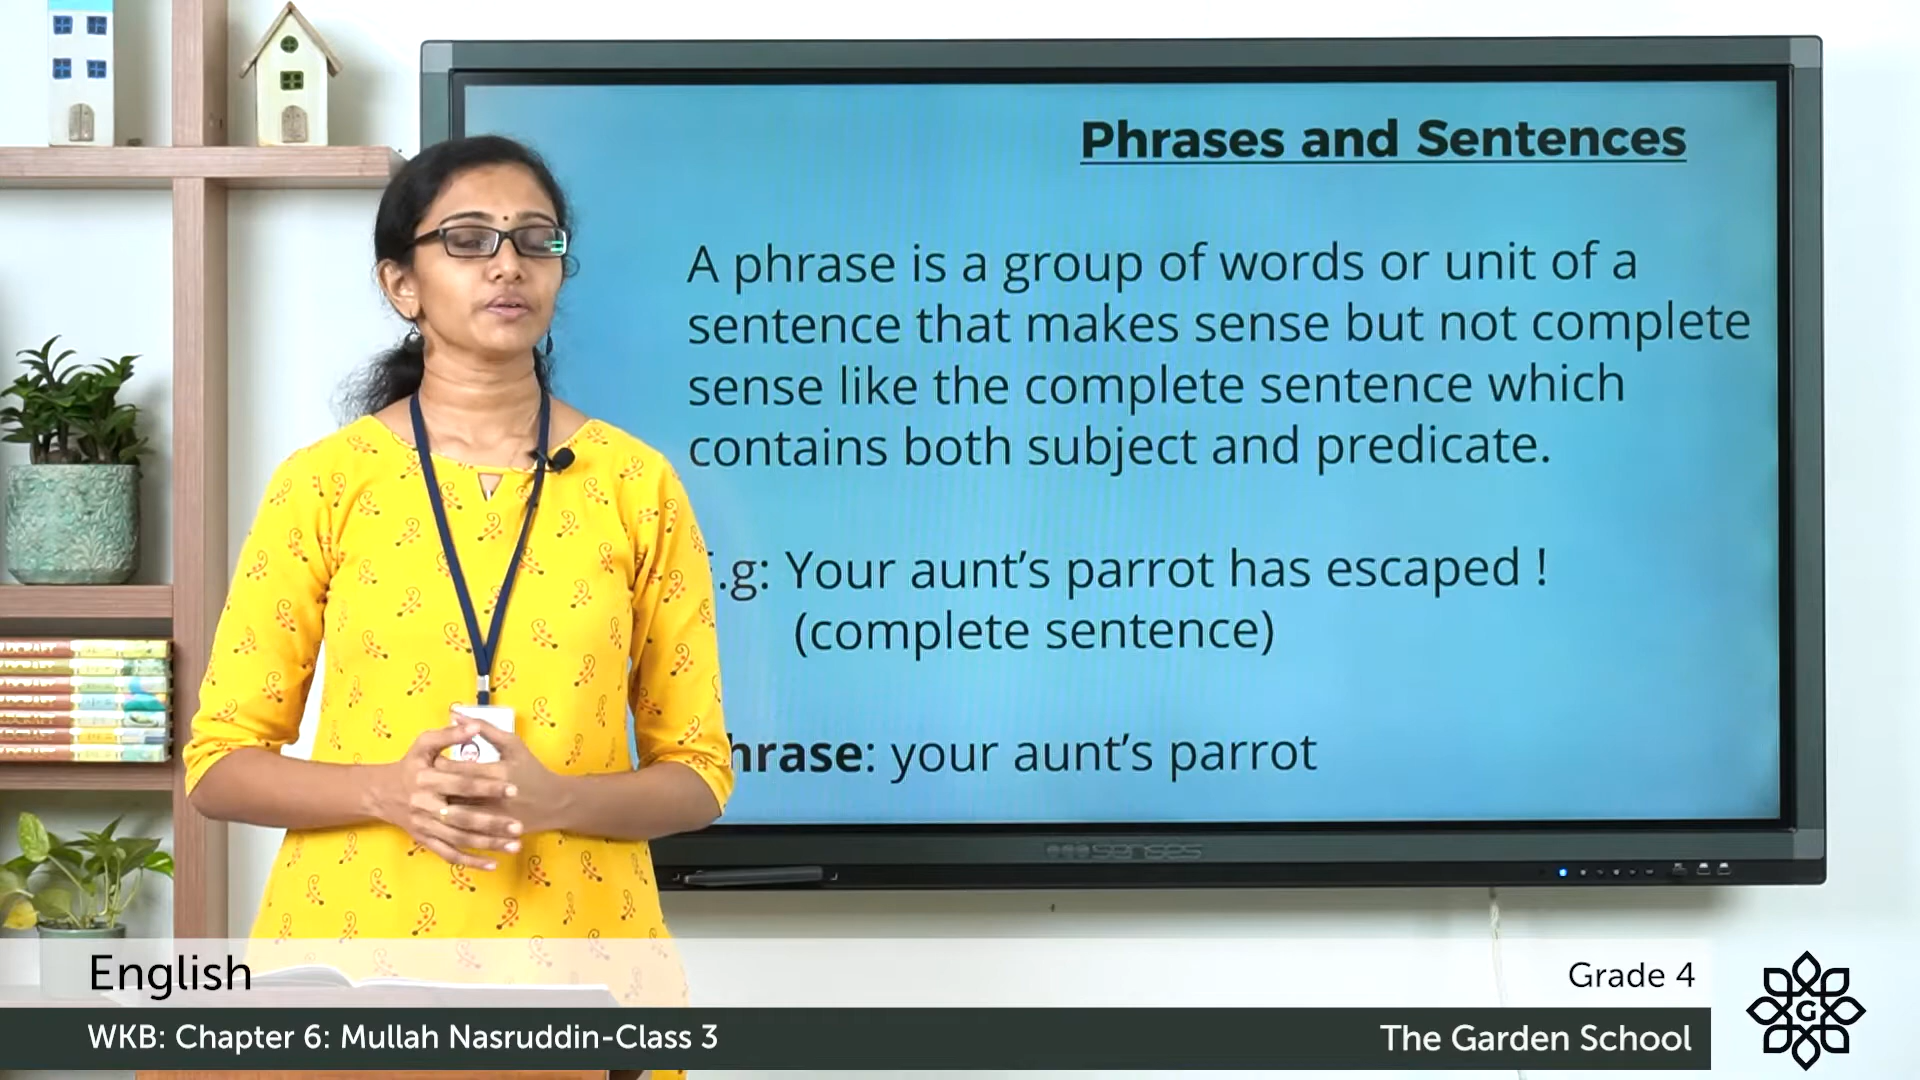 Phrases and Sentences
A phrase is a group of words or unit of a
sentence that makes sense but not complete
sense like the complete sentence which
contains both subject and predicate.
.g: Your aunt’s parrot has escaped !
(complete sentence)
hrase: your aunt’s parrot
English
Grade 4
WKB: Chapter 6: Mullah Nasruddin-Class 3
The Garden School
G